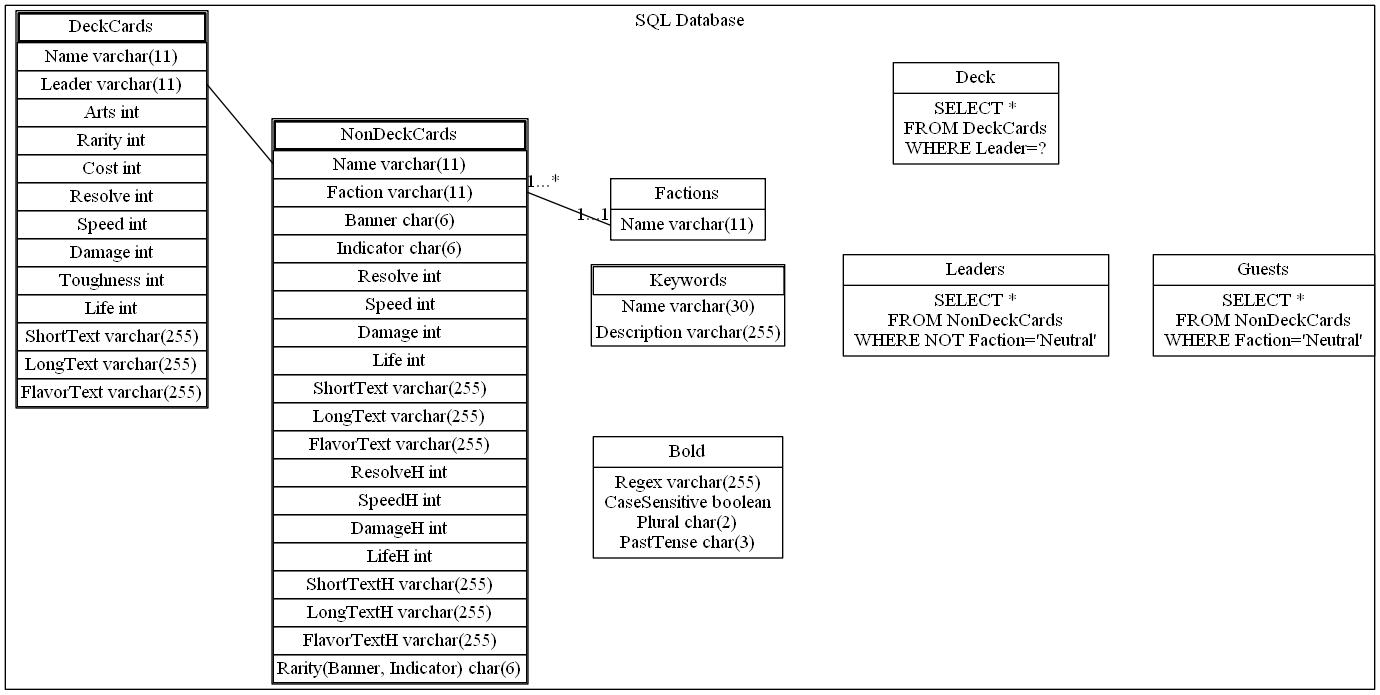 SQL Database
DeckCards
Name varchar(11)
Leader varchar(11)
Arts int
Rarity int
Cost int
Resolve int
Speed int
Damage int
Toughness int
Life int
ShortText varchar(255)
LongText varchar(255)
FlavorText varchar(255)
NonDeckCards
Name varchar(11)
Faction varchar(11)
Banner char(6)
Indicator char(6)
Resolve int
Speed int
Damage int
Life int
ShortText varchar(255)
LongText varchar(255)
FlavorText varchar(255)
ResolveH int
SpeedH int
DamageH int
LifeH int
ShortTextH varchar(255)
LongTextH varchar(255)
FlavorTextH varchar(255)
Rarity(Banner, Indicator) char(6)
1...*
1...1
Factions
Name varchar(11)
Keywords
Name varchar(30)
Description varchar(255)
Bold
Regex varchar(255)
CaseSensitive boolean
Plural char(2)
PastTense char(3)
Deck
SELECT *
FROM DeckCards
WHERE Leader=?
Leaders
SELECT *
FROM NonDeckCards
WHERE NOT Faction='Neutral'
Guests
SELECT *
FROM NonDeckCards
WHERE Faction='Neutral'